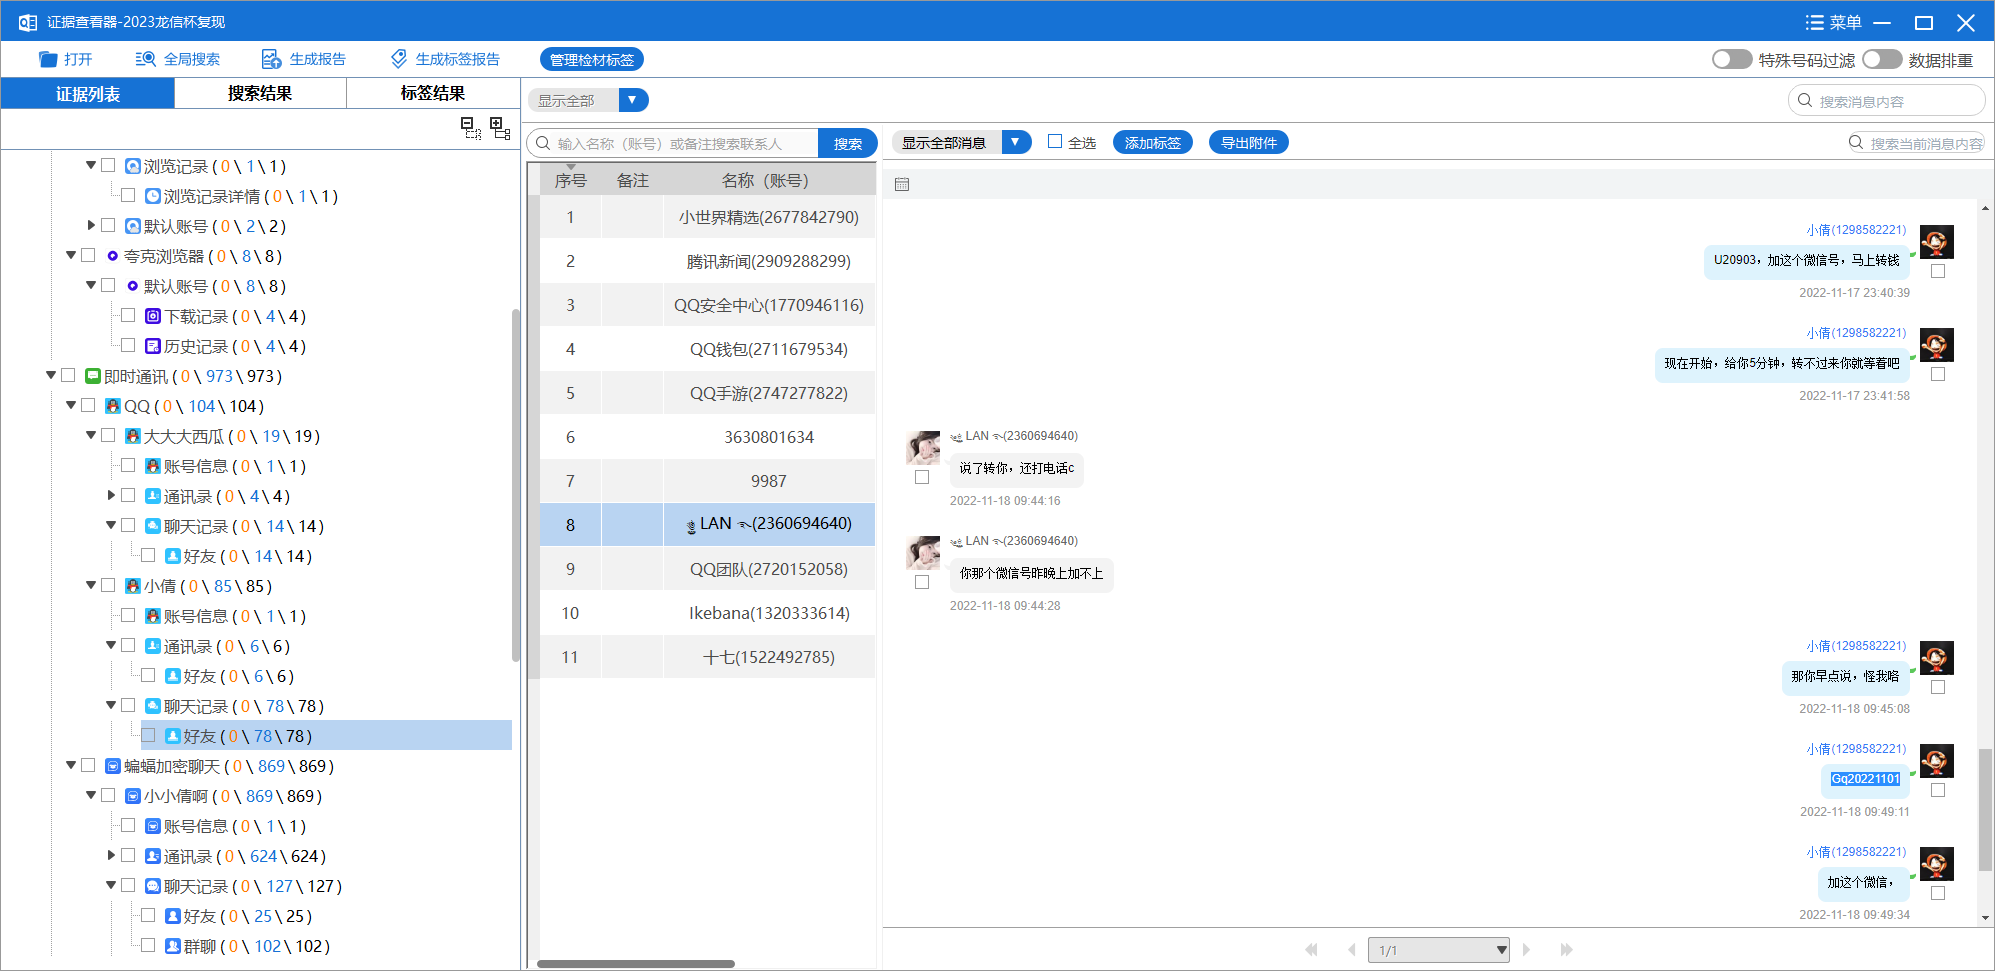 证据查看器-2023龙信杯复现
菜单
打开
全局搜索
生成报告
生成标签报告
管理检材标签
特殊号码过滤
数据排重
证据列表
搜索结果
标签结果
浏览记录 ( 0 \ 1 \ 1 )
浏览记录详情 ( 0 \ 1 \ 1 )
默认账号 ( 0 \ 2 \ 2 )
夸克浏览器 ( 0 \ 8 \ 8 )
默认账号 ( 0 \ 8 \ 8 )
下载记录 ( 0 \ 4 \ 4 )
历史记录 ( 0 \ 4 \ 4 )
即时通讯 ( 0 \ 973 \ 973 )
QQ ( 0 \ 104 \ 104 )
大大大西瓜 ( 0 \ 19 \ 19 )
账号信息 ( 0 \ 1 \ 1 )
通讯录 ( 0 \ 4 \ 4 )
聊天记录 ( 0 \ 14 \ 14 )
好友 ( 0 \ 14 \ 14 )
小倩 ( 0 \ 85 \ 85 )
账号信息 ( 0 \ 1 \ 1 )
通讯录 ( 0 \ 6 \ 6 )
好友 ( 0 \ 6 \ 6 )
聊天记录 ( 0 \ 78 \ 78 )
好友 ( 0 \ 78 \ 78 )
蝙蝠加密聊天 ( 0 \ 869 \ 869 )
小小倩啊 ( 0 \ 869 \ 869 )
账号信息 ( 0 \ 1 \ 1 )
通讯录 ( 0 \ 624 \ 624 )
聊天记录 ( 0 \ 127 \ 127 )
好友 ( 0 \ 25 \ 25 )
群聊 ( 0 \ 102 \ 102 )
显示全部
搜索消息内容
输入名称（账号）或备注搜索联系人
搜索
序号 备注 名称（账号）
1 小世界精选(2677842790)
2 腾讯新闻(2909288299)
3 QQ安全中心(1770946116)
4 QQ钱包(2711679534)
5 QQ手游(2747277822)
6 3630801634
7 9987
8 LAN (2360694640)
9 QQ团队(2720152058)
10 Ikebana(1320333614)
11 十七(1522492785)
显示全部消息
全选
添加标签
导出附件
搜索当前消息内容
小倩(1298582221)
U20903，加这个微信号，马上转钱
2022-11-17 23:40:39
小倩(1298582221)
现在开始，给你5分钟，转不过来你就等着吧
2022-11-17 23:41:58
LAN (2360694640)
说了转你，还打电话c
2022-11-18 09:44:16
LAN (2360694640)
你那个微信号昨晚上加不上
2022-11-18 09:44:28
小倩(1298582221)
那你早点说，怪我咯
2022-11-18 09:45:08
小倩(1298582221)
Gq20221101
2022-11-18 09:49:11
小倩(1298582221)
加这个微信，
2022-11-18 09:49:34
1/1